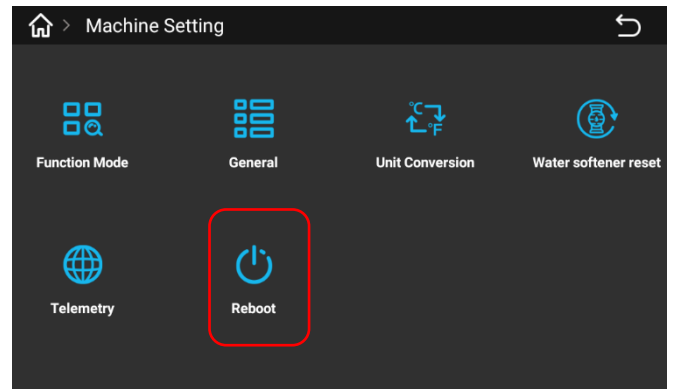 > Machine Setting
°C
°F
Function Mode
General
Unit Conversion
Water softener reset
Telemetry
Reboot